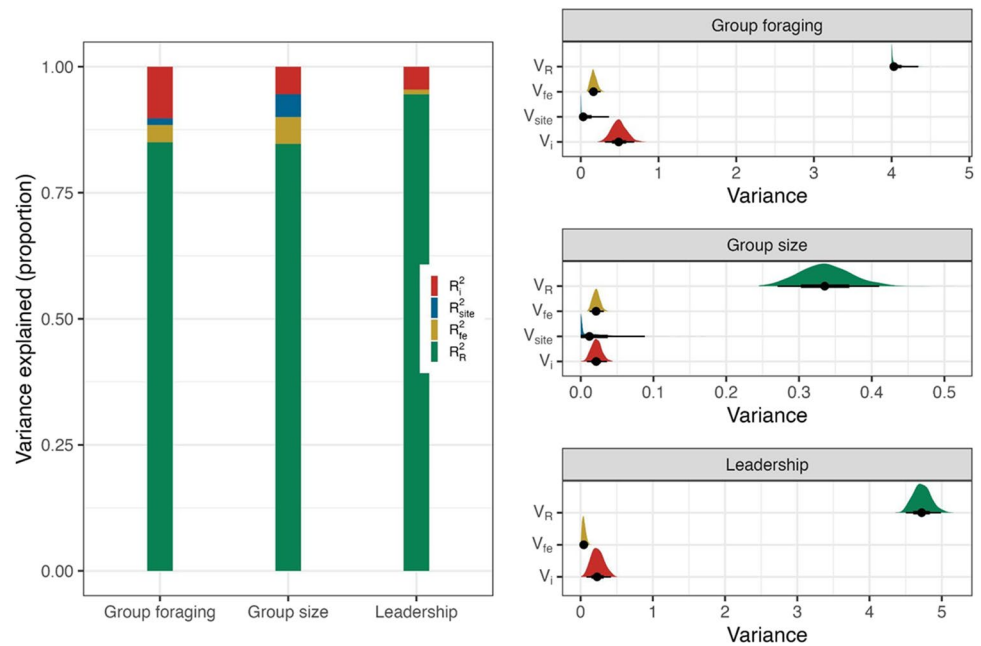 Variance explained (proportion)
1.00
0.75
0.50
0.25
0.00
Group foraging Group size Leadership
R²i
R²site
R²fe
R²R
Group foraging
VR
Vfe
Vsite
Vi
0 1 2 3 4 5
Variance
Group size
VR
Vfe
Vsite
Vi
0.0 0.1 0.2 0.3 0.4 0.5
Variance
Leadership
VR
Vfe
Vi
0 1 2 3 4 5
Variance